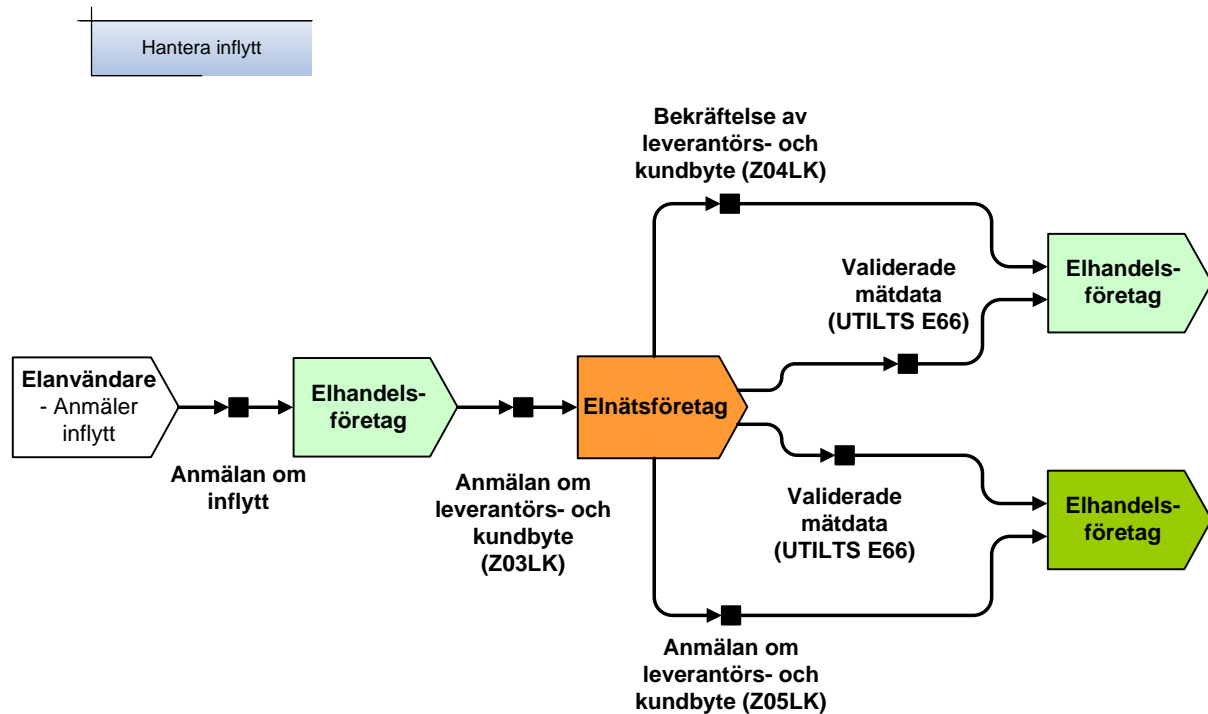 Hantera inflytt
Bekräftelse av
leverantörs- och
kundbyte (Z04LK)
Elhandels-
företag
Validerade
mätdata
(UTILTS E66)
Elanvändare
- Anmäler
inflytt
Anmälan om
inflytt
Elhandels-
företag
Anmälan om
leverantörs- och
kundbyte
(Z03LK)
Elnätsföretag
Validerade
mätdata
(UTILTS E66)
Elhandels-
företag
Anmälan om
leverantörs- och
kundbyte (Z05LK)